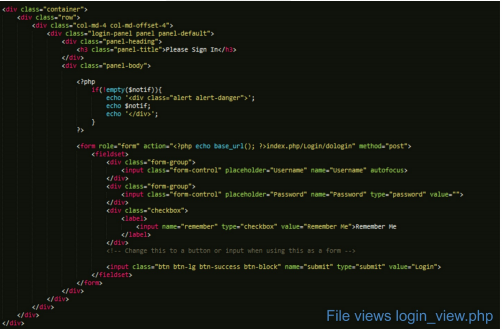 <div class="container">
<div class="row">
<div class="col-md-4 col-md-offset-4">
<div class="login-panel panel panel-default">
<div class="panel-heading">
<h3 class="panel-title">Please Sign In</h3>
</div>
<div class="panel-body">
<?php
if(!empty($notif)){
echo '<div class="alert alert-danger">';
echo $notif;
echo '</div>';
}
?>
<form role="form" action="<?php echo base_url(); ?>index.php/Login/dologin" method="post">
<fieldset>
<div class="form-group">
<input class="form-control" placeholder="Username" name="Username" autofocus>
</div>
<div class="form-group">
<input class="form-control" placeholder="Password" name="Password" type="password" value="">
</div>
<div class="checkbox">
<label>
<input name="remember" type="checkbox" value="Remember Me">Remember Me
</label>
</div>
<!-- Change this to a button or input when using this as a form -->
<input class="btn btn-lg btn-success btn-block" name="submit" type="submit" value="Login">
</fieldset>
</form>
</div>
</div>
</div>
</div>
</div>
File views login_view.php